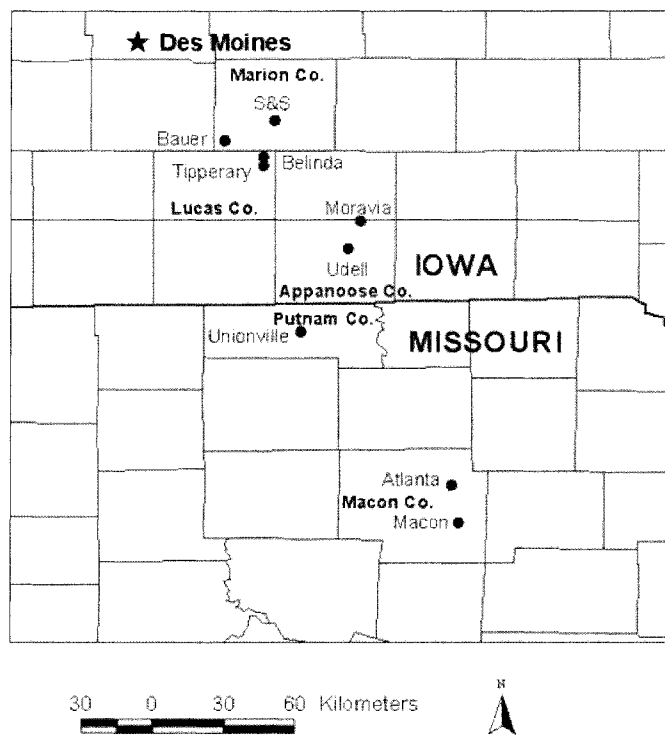 ★ Des Moines
Marion Co.
S&S
Bauer
Tipperary
Belinda
Lucas Co.
Moravia
Udell
IOWA
Appanoose Co.
Putnam Co.
Unionville
MISSOURI
Atlanta
Macon Co.
Macon
30 0 30 60 Kilometers
N